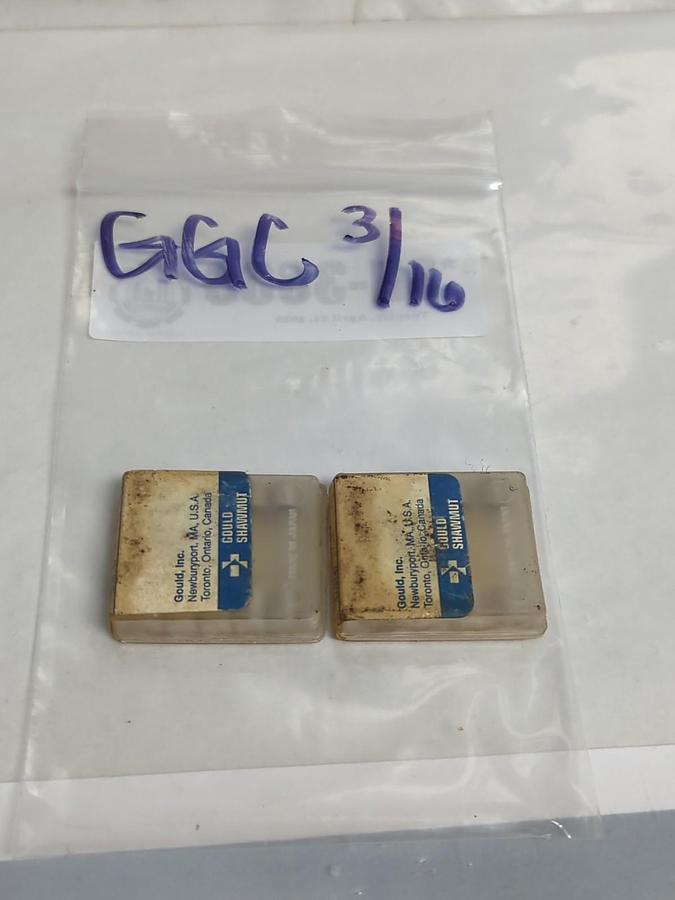 GGC 3/16
Gould, Inc.
Newburyport, MA, U.S.A.
Toronto, Ontario, Canada
GOULD
SHAWMUT
Gould, Inc.
Newburyport, MA, U.S.A.
Toronto, Ontario, Canada
GOULD
SHAWMUT